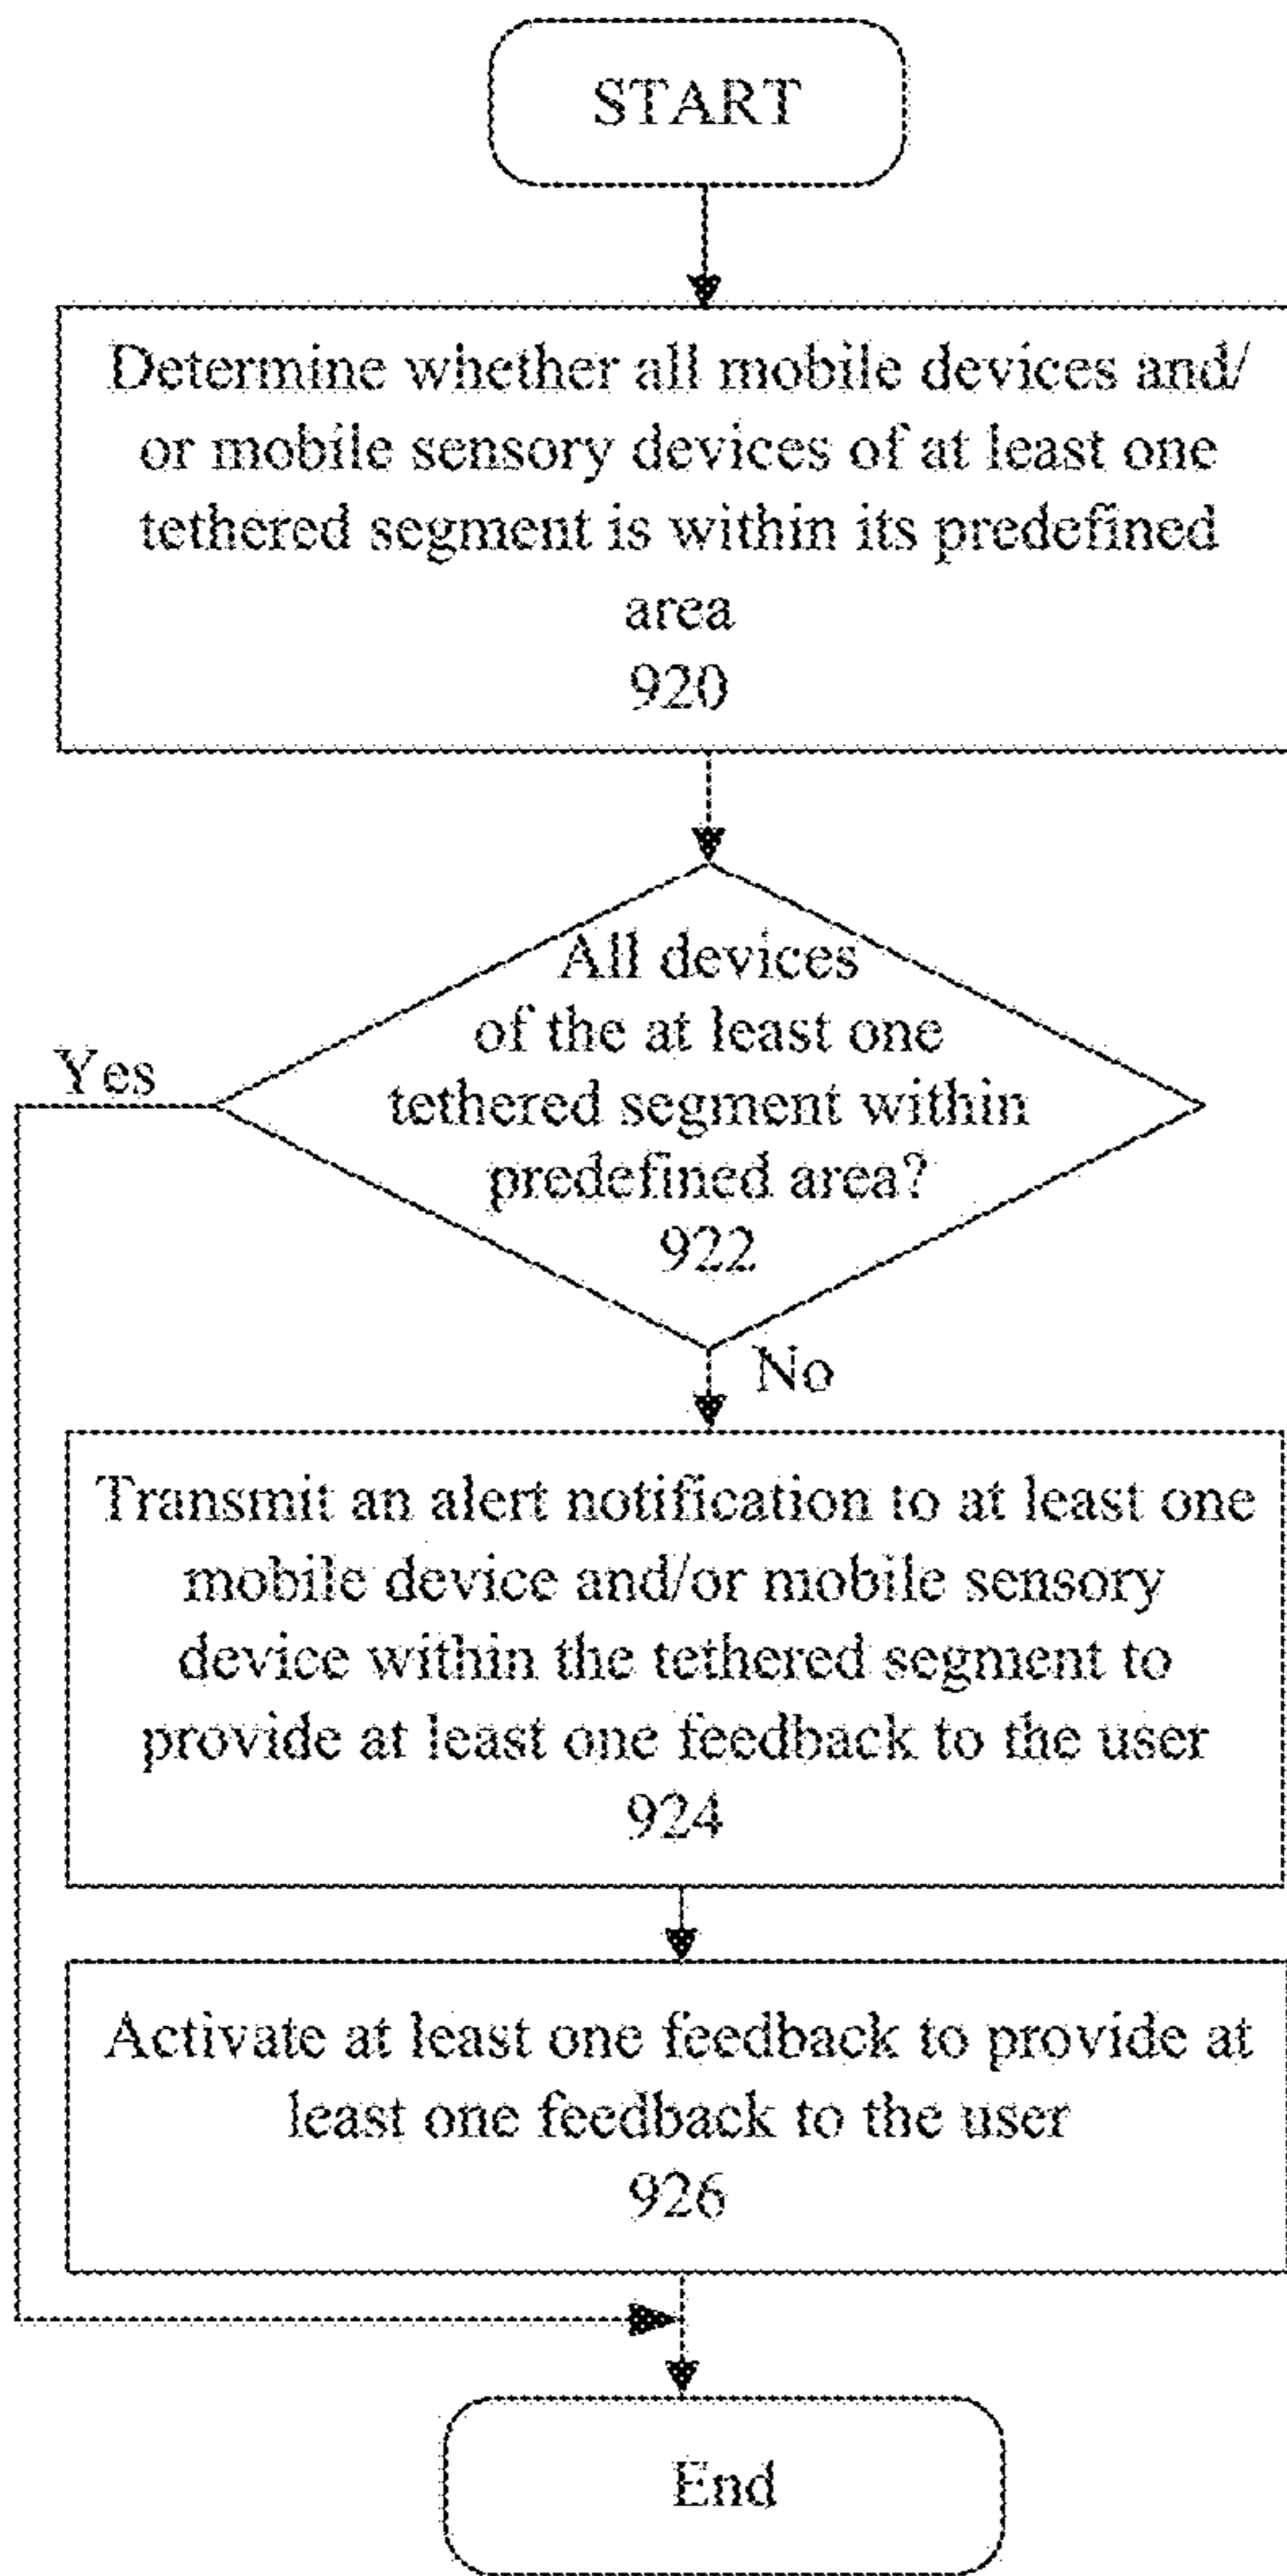 START
Determine whether all mobile devices and/
or mobile sensory devices of at least one
tethered segment is within its predefined
area
920
All devices
of the at least one
tethered segment within
predefined area?
922
Yes
No
Transmit an alert notification to at least one
mobile device and/or mobile sensory
device within the tethered segment to
provide at least one feedback to the user
924
Activate at least one feedback to provide at
least one feedback to the user
926
End